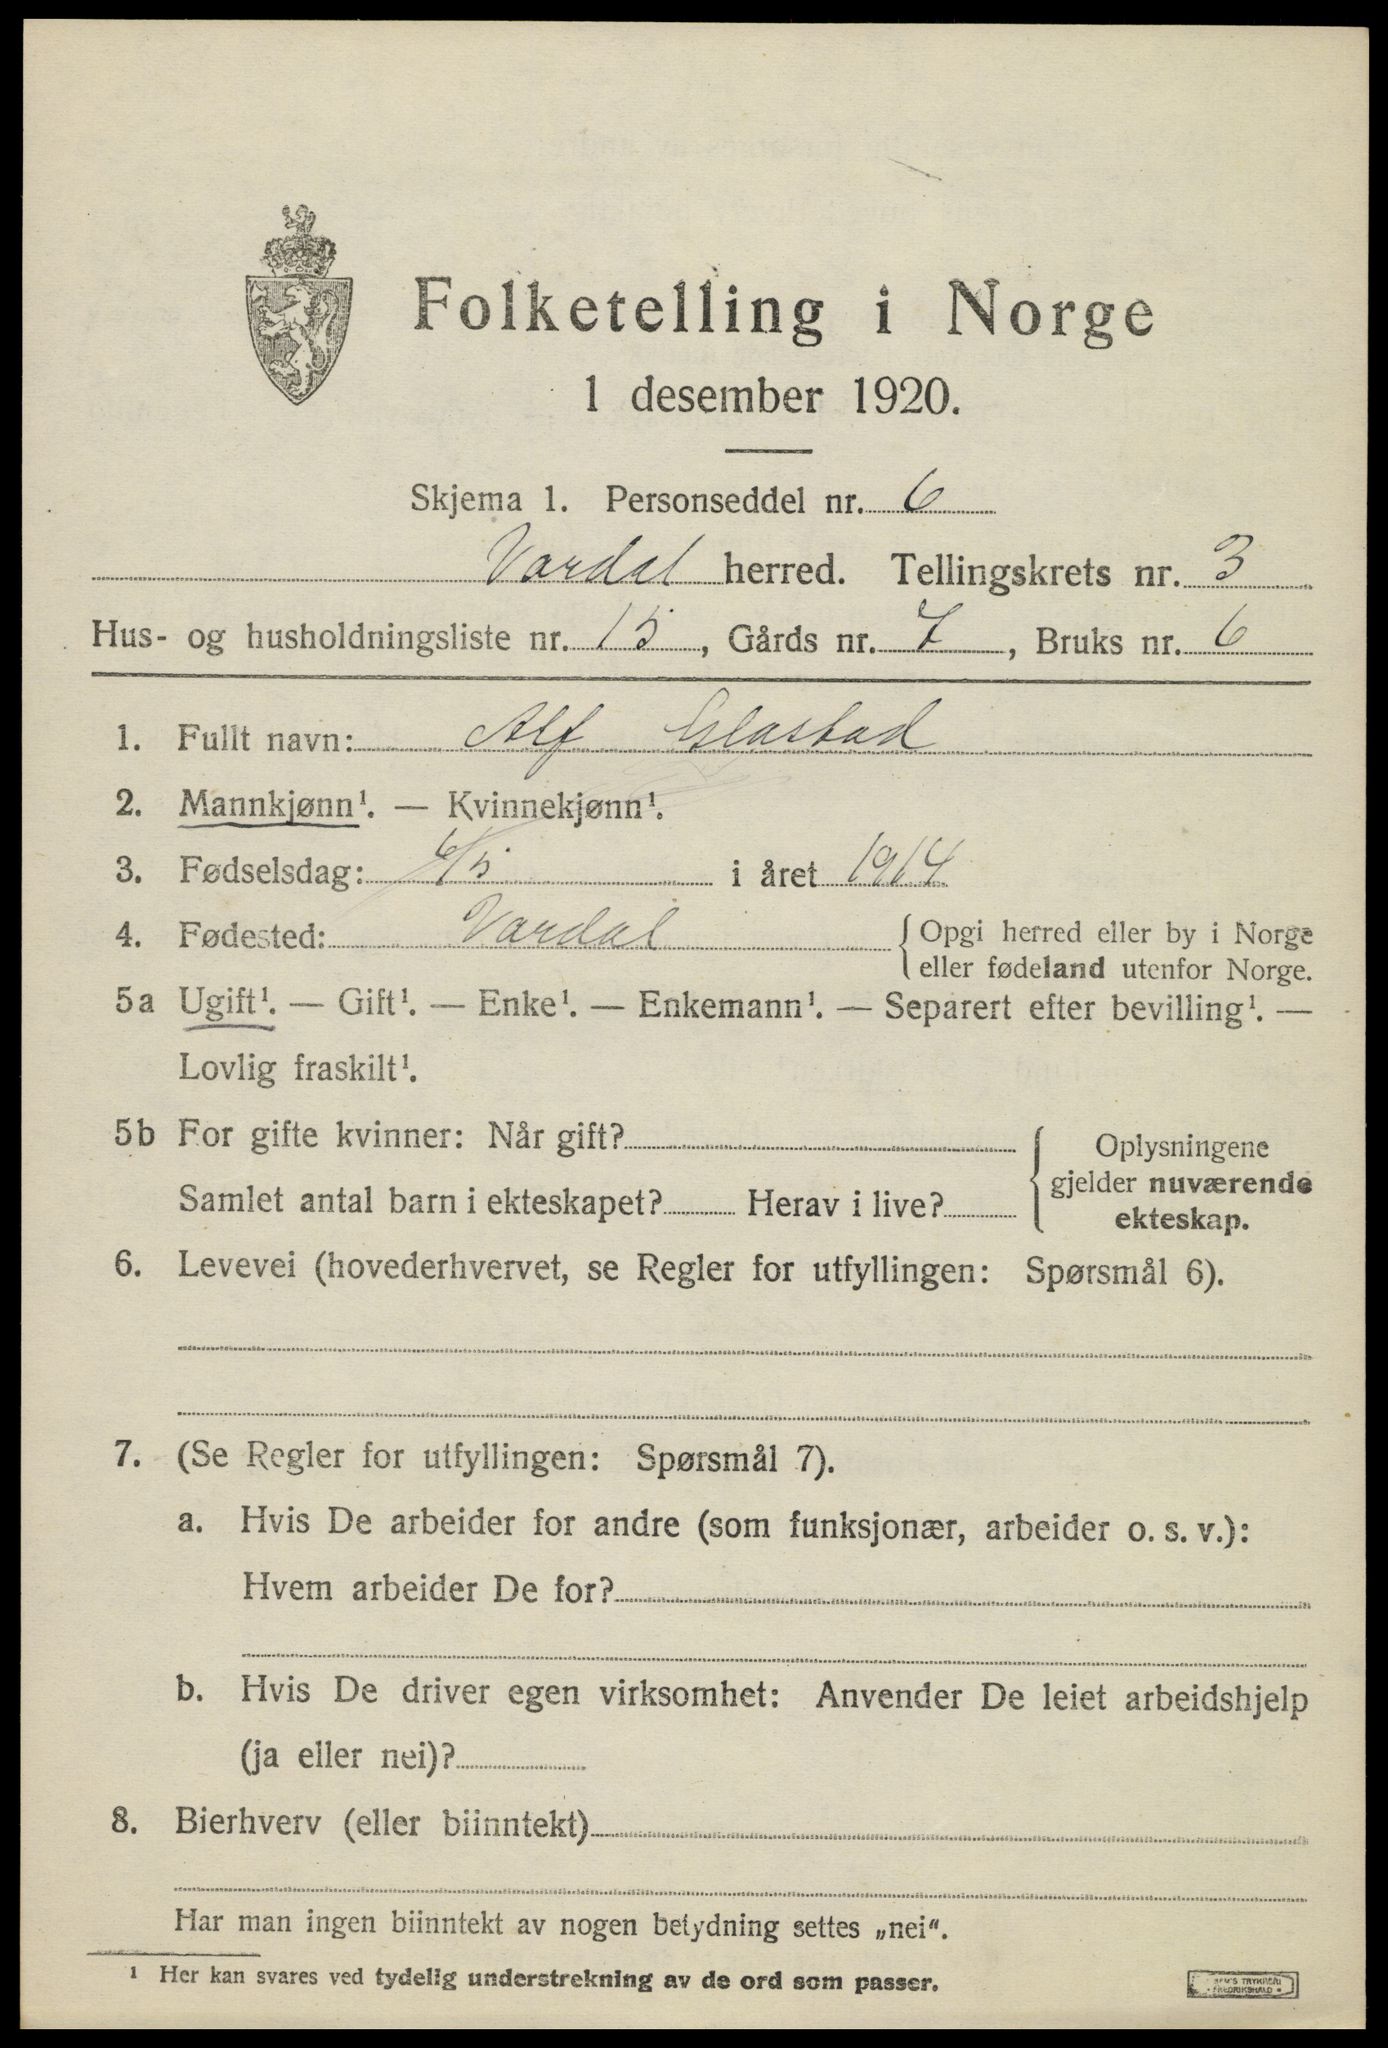 Folketelling i Norge
1 desember 1920.
Skjema 1. Personseddel nr. 6
Vardal herred. Tellingskrets nr. 3
Hus- og husholdningsliste nr. 15, Gårds nr. 7, Bruks nr. 6
1. Fullt navn: Alf Glastad
2. Mannkjønn¹. — Kvinnekjønn¹.
3. Fødselsdag: 6/5 i året 1914
4. Fødested: Vardal { Opgi herred eller by i Norge
eller fødeland utenfor Norge.
5a Ugift¹. — Gift¹. — Enke¹. — Enkemann¹. — Separert efter bevilling¹. —
Lovlig fraskilt¹.
5b For gifte kvinner: Når gift?
Samlet antal barn i ekteskapet? Herav i live?
{ Oplysningene
gjelder nuværende
ekteskap.
6. Levevei (hovederhvervet, se Regler for utfyllingen: Spørsmål 6).
7. (Se Regler for utfyllingen: Spørsmål 7).
a. Hvis De arbeider for andre (som funksjonær, arbeider o. s. v.):
Hvem arbeider De for?
b. Hvis De driver egen virksomhet: Anvender De leiet arbeidshjelp
(ja eller nei)?
8. Bierhverv (eller biinntekt)
Har man ingen biinntekt av nogen betydning settes „nei“.
¹ Her kan svares ved tydelig understrekning av de ord som passer.
TRYKKERI
FREDRIKSHALD